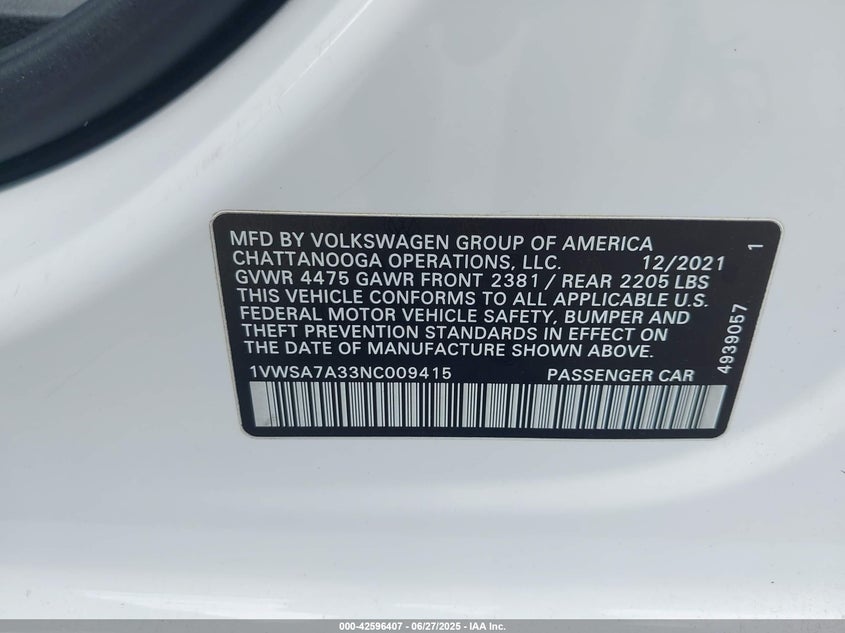 MFD BY VOLKSWAGEN GROUP OF AMERICA
CHATTANOOGA OPERATIONS, LLC. 12/2021 1
GVWR 4475 GAWR FRONT 2381 / REAR 2205 LBS
THIS VEHICLE CONFORMS TO ALL APPLICABLE U.S.
FEDERAL MOTOR VEHICLE SAFETY, BUMPER AND
THEFT PREVENTION STANDARDS IN EFFECT ON
THE DATE OF MANUFACTURE SHOWN ABOVE.
1VWSA7A33NC009415 PASSENGER CAR
4939057
000-42596407 - 06/27/2025 - IAA Inc.